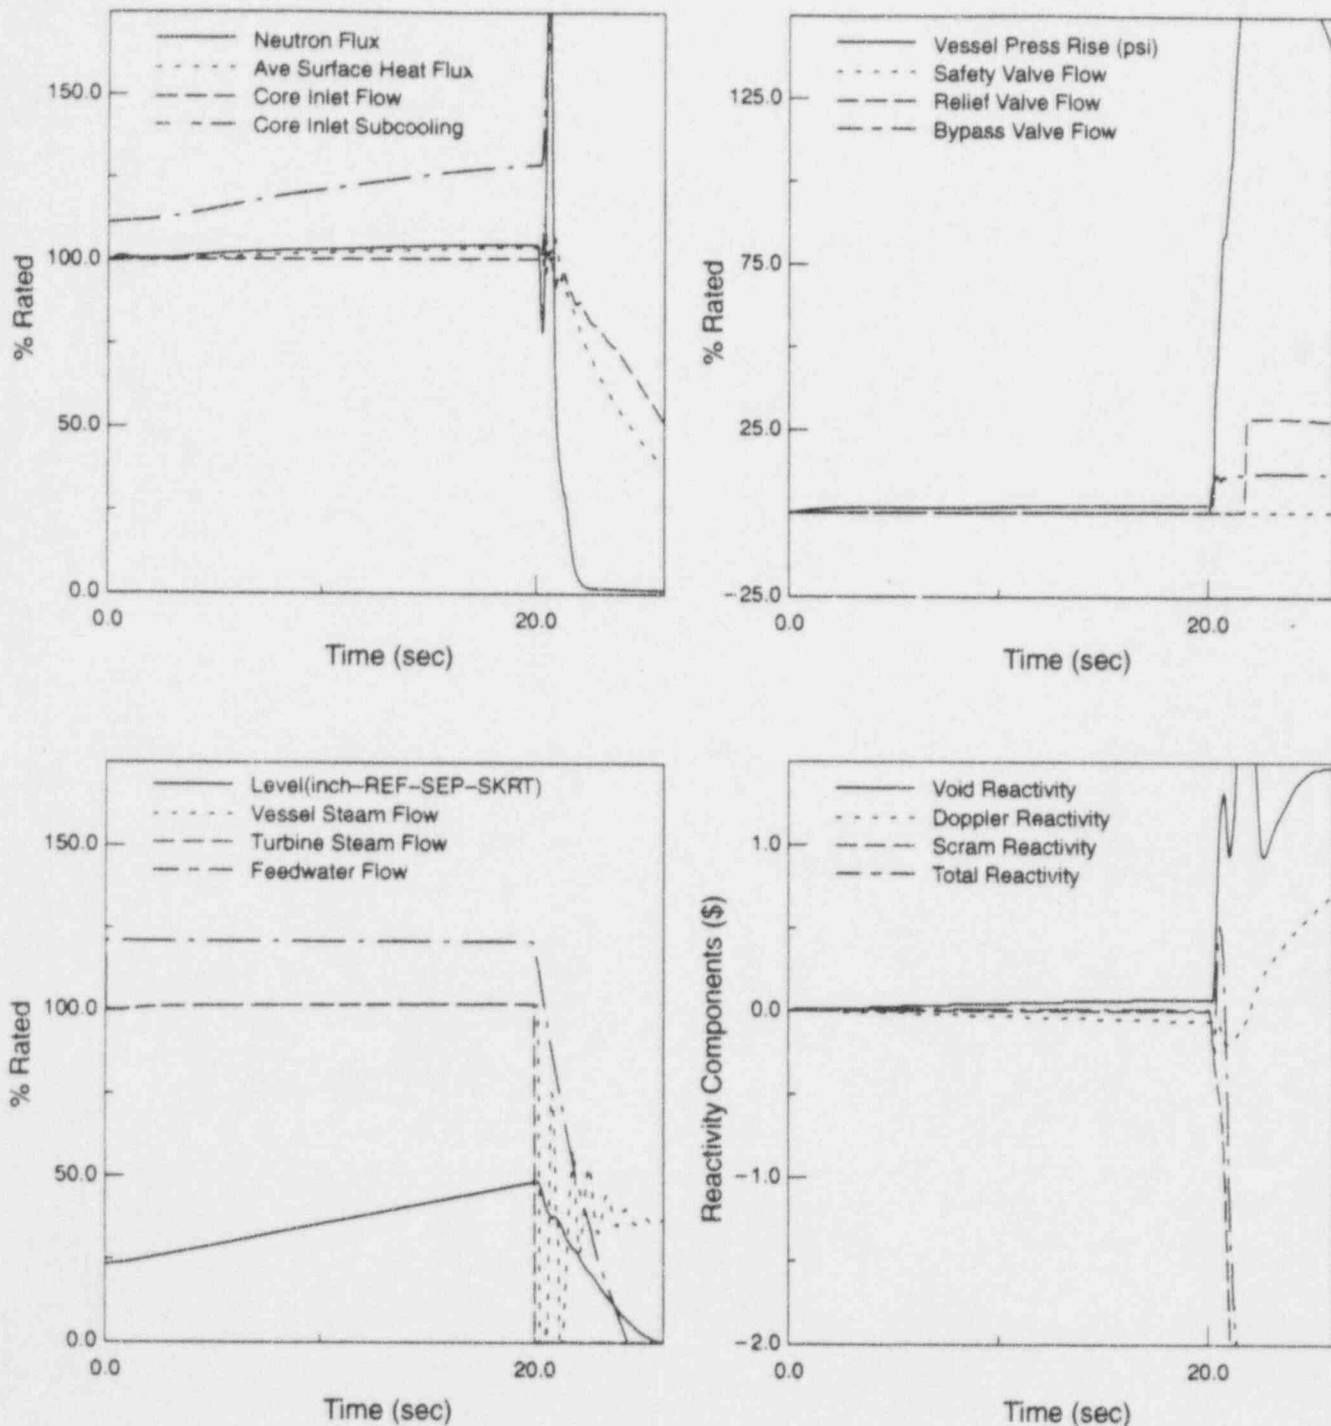 Neutron Flux
Ave Surface Heat Flux
Core Inlet Flow
Core Inlet Subcooling
150.0
100.0
50.0
0.0
% Rated
0.0
20.0
Time (sec)
Vessel Press Rise (psi)
Safety Valve Flow
Relief Valve Flow
Bypass Valve Flow
125.0
75.0
25.0
-25.0
% Rated
0.0
20.0
Time (sec)
Level(inch-REF-SEP-SKRT)
Vessel Steam Flow
Turbine Steam Flow
Feedwater Flow
150.0
100.0
50.0
0.0
% Rated
0.0
20.0
Time (sec)
Void Reactivity
Doppler Reactivity
Scram Reactivity
Total Reactivity
1.0
0.0
-1.0
-2.0
Reactivity Components ($)
0.0
20.0
Time (sec)